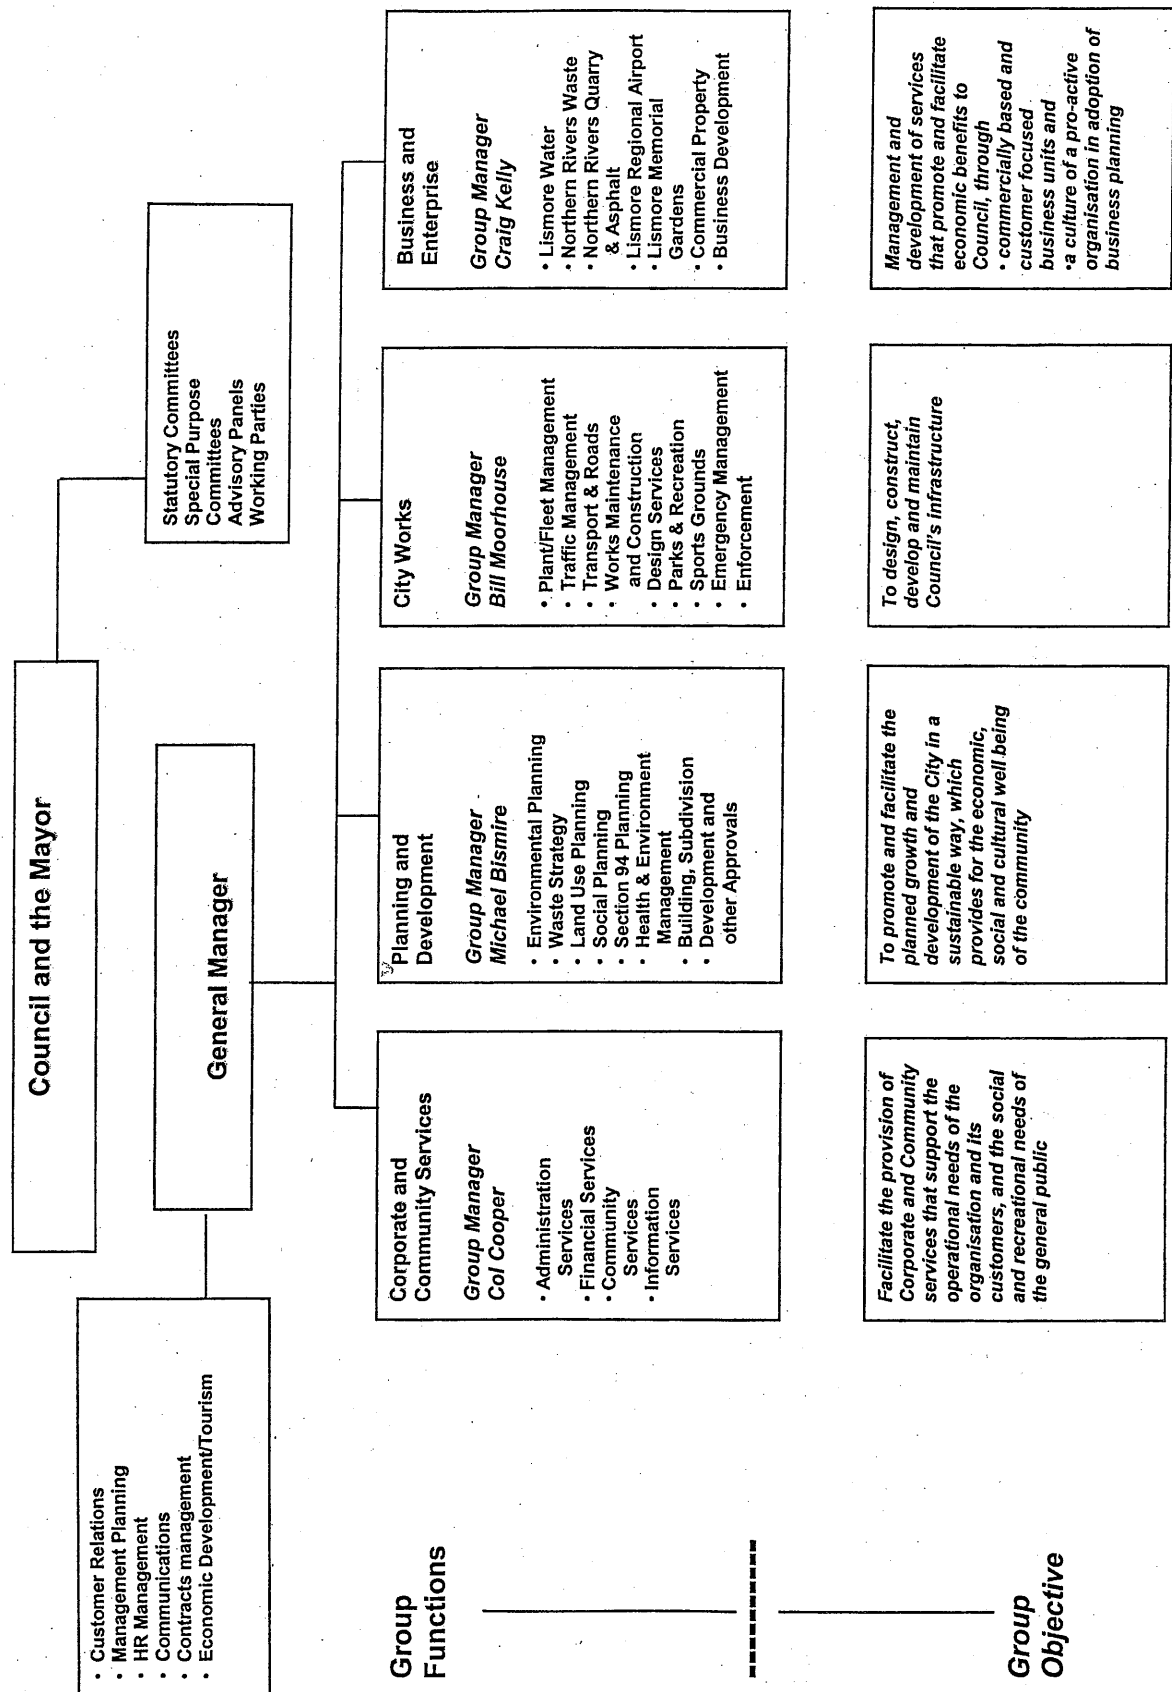 Council and the Mayor
Statutory Committees
Special Purpose
Committees
Advisory Panels
Working Parties
General Manager
• Customer Relations
• Management Planning
• HR Management
• Communications
• Contracts management
• Economic Development/Tourism
Group
Functions
Corporate and
Community Services
Group Manager
Col Cooper
• Administration
Services
• Financial Services
• Community
Services
• Information
Services
Planning and
Development
Group Manager
Michael Bismire
• Environmental Planning
• Waste Strategy
• Land Use Planning
• Social Planning
• Section 94 Planning
• Health & Environment
Management
• Building, Subdivision
• Development and
other Approvals
City Works
Group Manager
Bill Moorhouse
• Plant/Fleet Management
• Traffic Management
• Transport & Roads
• Works Maintenance
and Construction
• Design Services
• Parks & Recreation
• Sports Grounds
• Emergency Management
• Enforcement
Business and
Enterprise
Group Manager
Craig Kelly
• Lismore Water
• Northern Rivers Waste
• Northern Rivers Quarry
& Asphalt
• Lismore Regional Airport
• Lismore Memorial
Gardens
• Commercial Property
• Business Development
Group
Objective
Facilitate the provision of
Corporate and Community
services that support the
operational needs of the
organisation and its
customers, and the social
and recreational needs of
the general public
To promote and facilitate the
planned growth and
development of the City in a
sustainable way, which
provides for the economic,
social and cultural well being
of the community
To design, construct,
develop and maintain
Council's infrastructure
Management and
development of services
that promote and facilitate
economic benefits to
Council, through
• commercially based and
customer focused
business units and
•a culture of a pro-active
organisation in adoption of
business planning